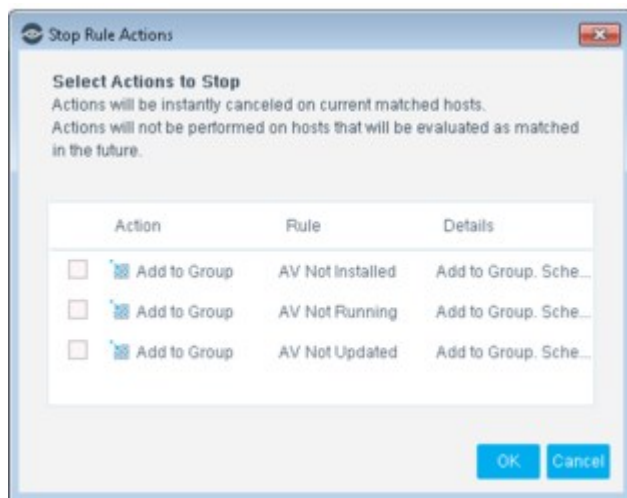 Stop Rule Actions
Select Actions to Stop
Actions will be instantly canceled on current matched hosts.
Actions will not be performed on hosts that will be evaluated as matched
in the future.
Action Rule Details
Add to Group AV Not Installed Add to Group. Sche...
Add to Group AV Not Running Add to Group. Sche...
Add to Group AV Not Updated Add to Group. Sche...
OK Cancel